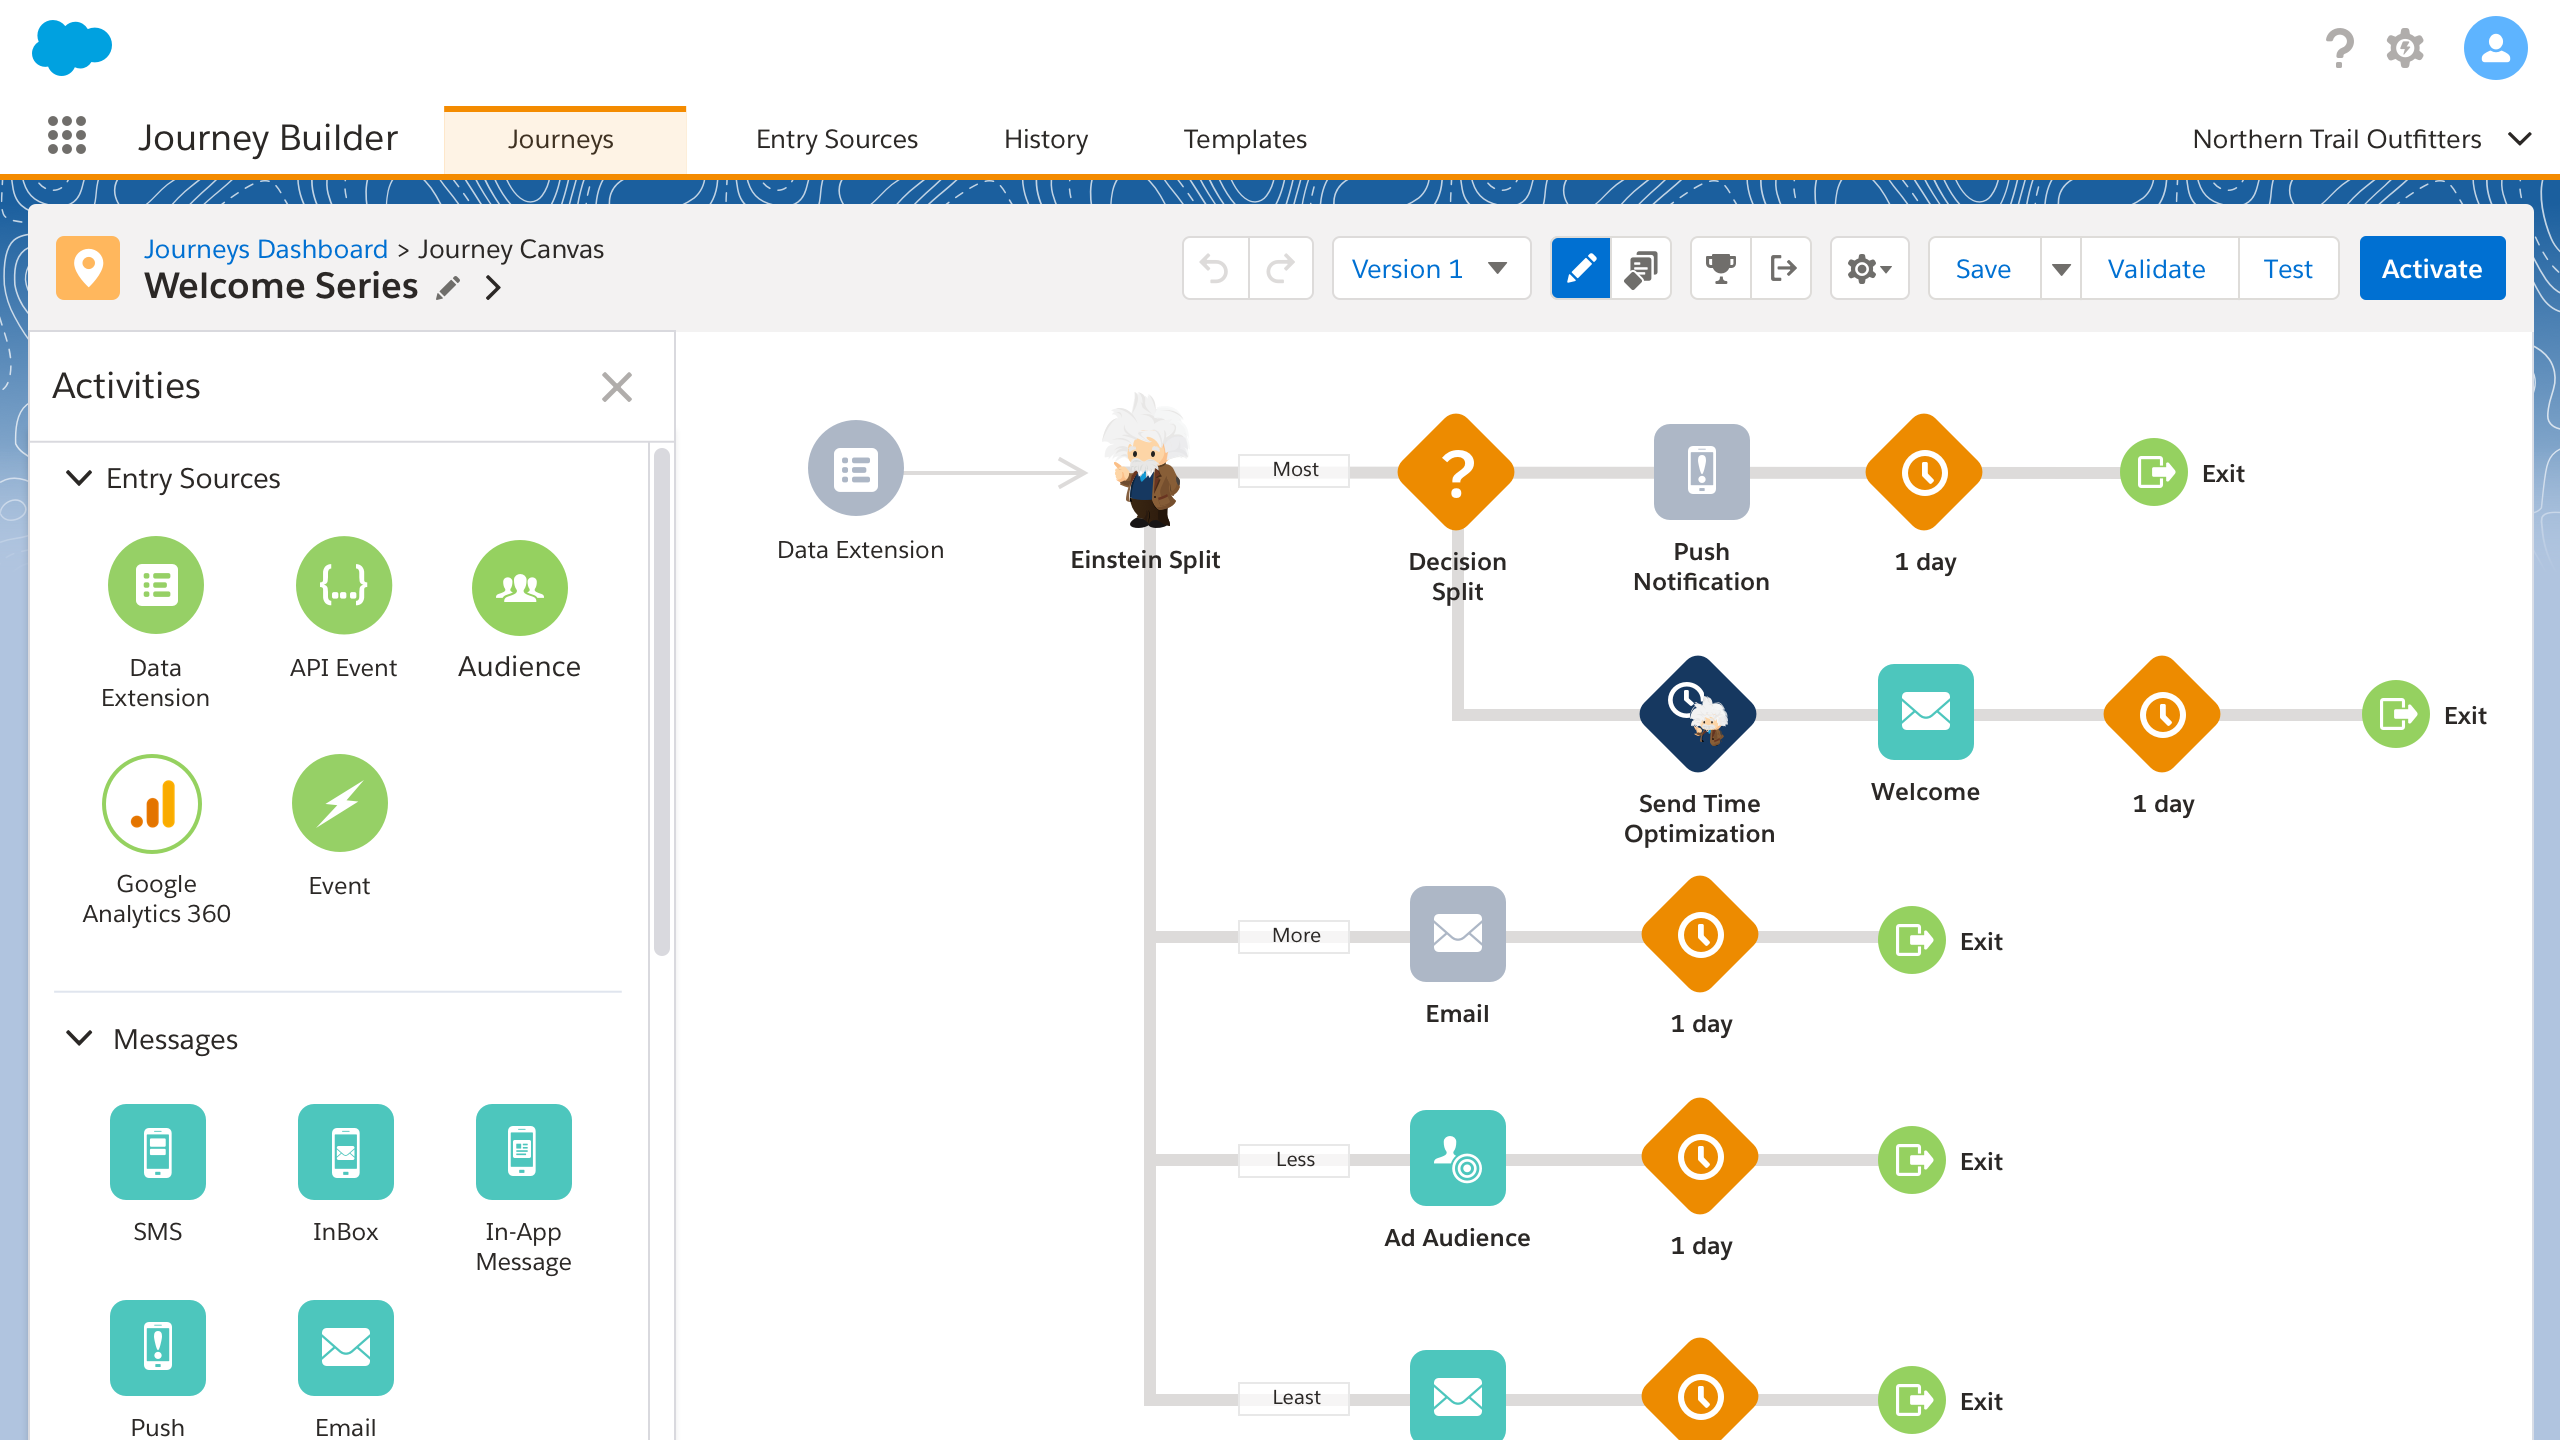 Journey Builder
Journeys
Entry Sources
History
Templates
Northern Trail Outfitters
Journeys Dashboard > Journey Canvas
Welcome Series
Version 1
Save
Validate
Test
Activate
Activities
Entry Sources
Data
Extension
API Event
Audience
Google
Analytics 360
Event
Messages
SMS
InBox
In-App
Message
Push
Email
Data Extension
Einstein Split
Most
Decision
Split
Push
Notification
1 day
Exit
Send Time
Optimization
Welcome
1 day
Exit
More
Email
1 day
Exit
Less
Ad Audience
1 day
Exit
Least
Exit